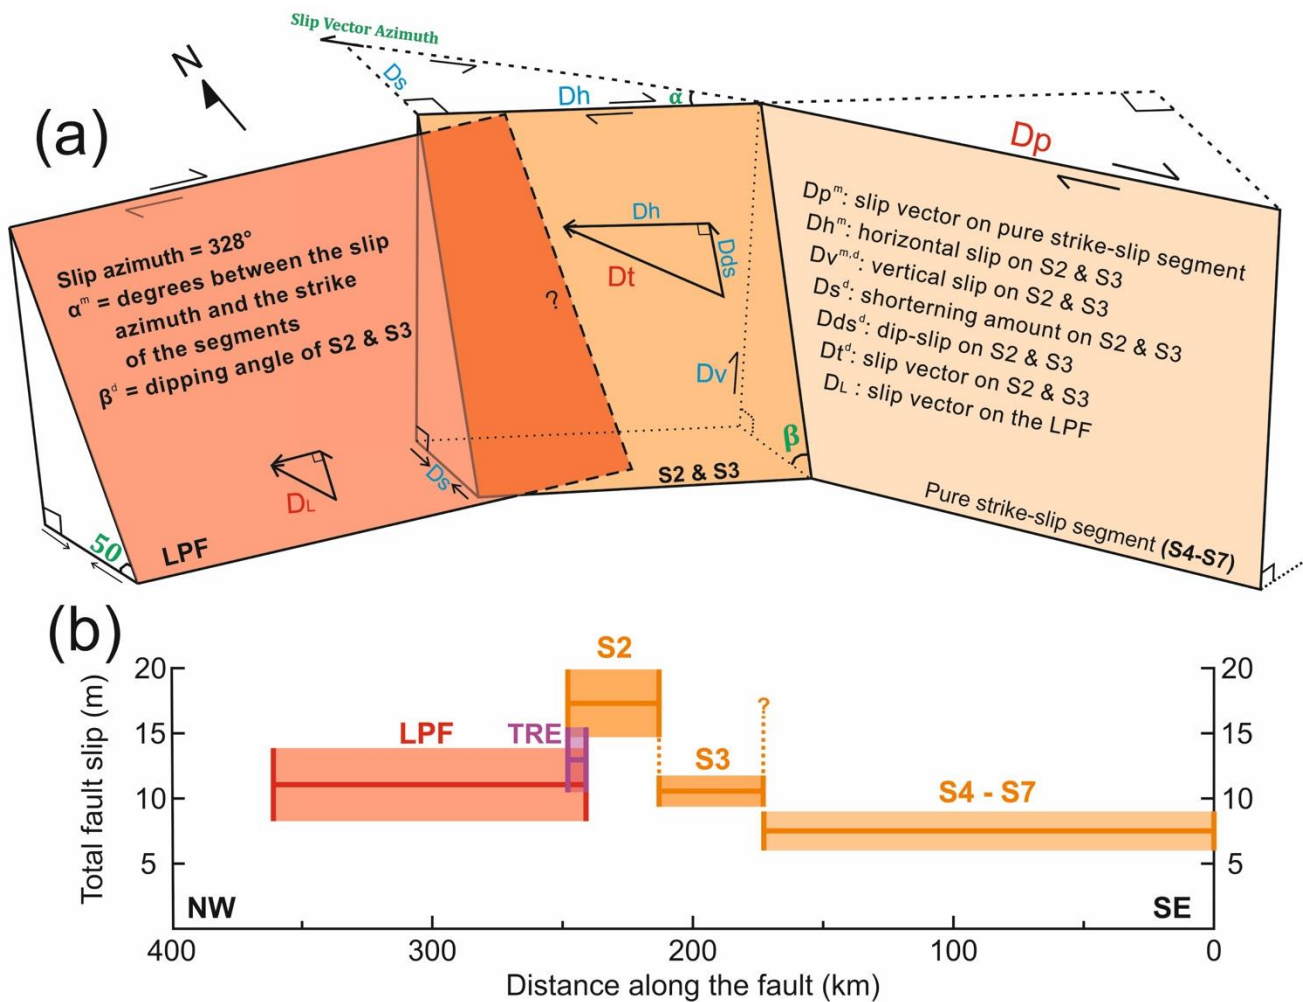 Slip Vector Azimuth
N
Ds
Dh
α
(a)
Dp
Slip azimuth = 328°
αᵐ = degrees between the slip
azimuth and the strike
of the segments
βᵈ = dipping angle of S2 & S3
Dh
Dds
Dt
?
Dv
β
Dpᵐ: slip vector on pure strike-slip segment
Dhᵐ: horizontal slip on S2 & S3
Dvᵐ,ᵈ: vertical slip on S2 & S3
Dsᵈ: shorterning amount on S2 & S3
Ddsᵈ: dip-slip on S2 & S3
Dtᵈ: slip vector on S2 & S3
DL : slip vector on the LPF
Ds
DL
S2 & S3
50
LPF
Pure strike-slip segment (S4-S7)
(b)
Total fault slip (m)
20
15
10
5
S2
LPF
TRE
?
S3
S4 - S7
20
15
10
5
NW
SE
400
300
200
100
0
Distance along the fault (km)